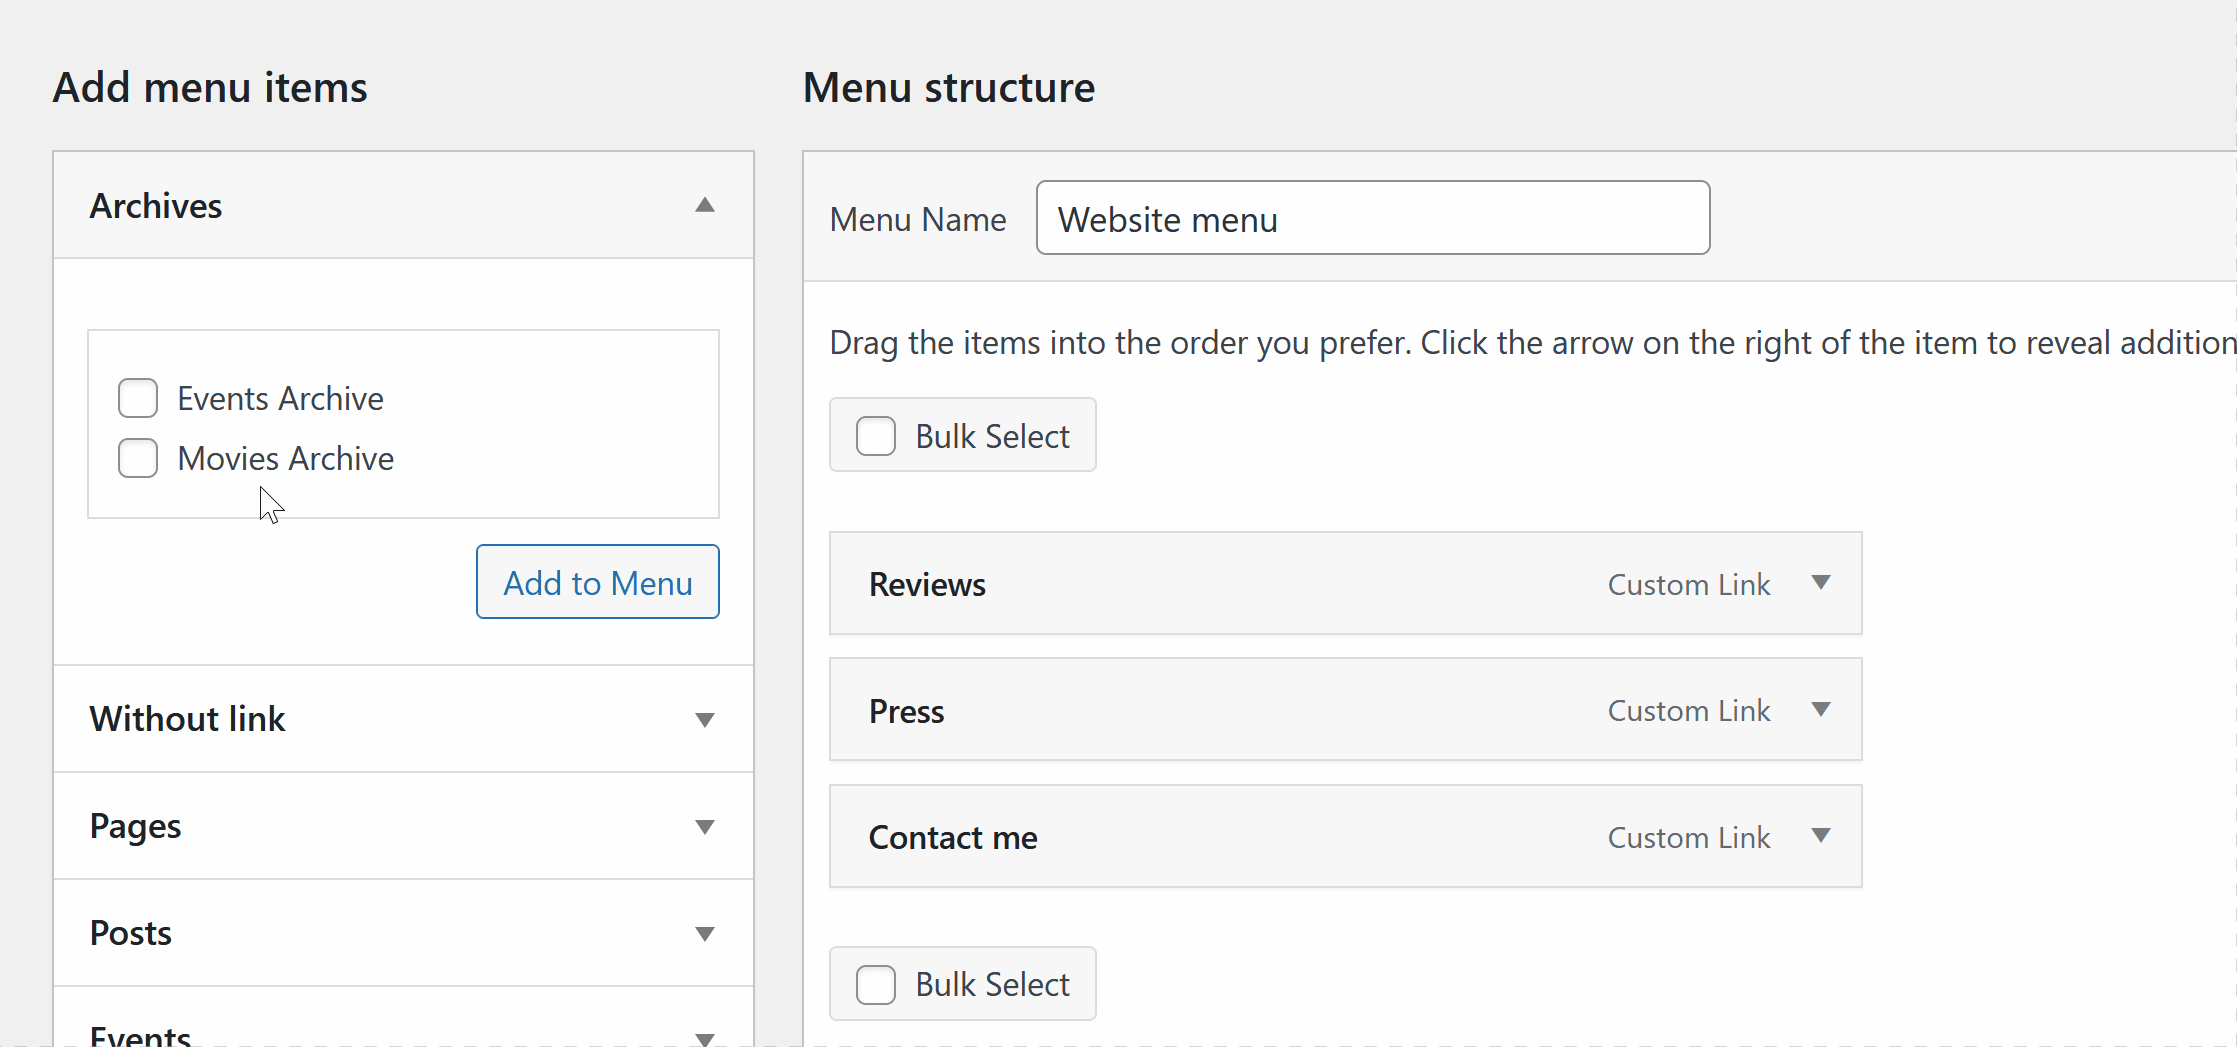 Add menu items
Archives
Events Archive
Movies Archive
Add to Menu
Without link
Pages
Posts
Events
Menu structure
Menu Name
Website menu
Drag the items into the order you prefer. Click the arrow on the right of the item to reveal addition
Bulk Select
Reviews Custom Link
Press Custom Link
Contact me Custom Link
Bulk Select